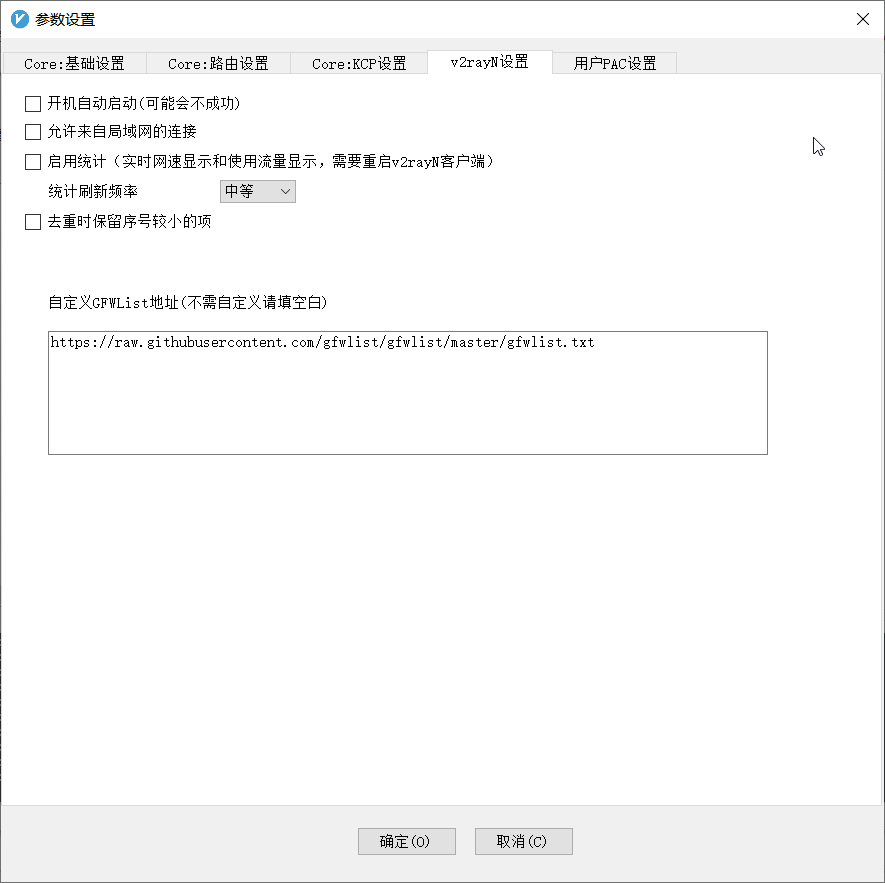 参数设置
Core:基础设置 Core:路由设置 Core:KCP设置 v2rayN设置 用户PAC设置
开机自动启动(可能会不成功)
允许来自局域网的连接
启用统计（实时网速显示和使用流量显示，需要重启v2rayN客户端）
统计刷新频率 中等
去重时保留序号较小的项
自定义GFWList地址(不需自定义请填空白)
https://raw.githubusercontent.com/gfwlist/gfwlist/master/gfwlist.txt
确定(O) 取消(C)